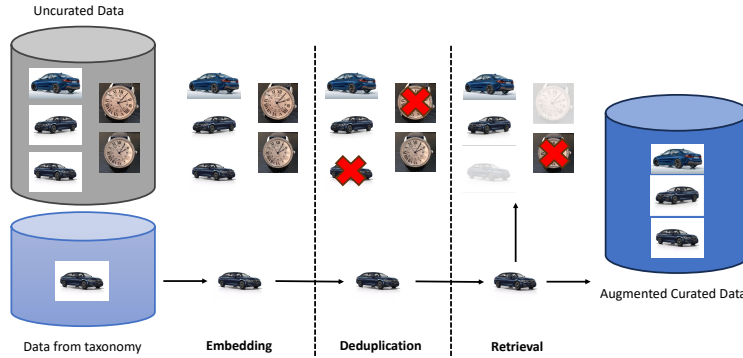 Uncurated Data
Data from taxonomy
Embedding
Deduplication
Retrieval
Augmented Curated Data